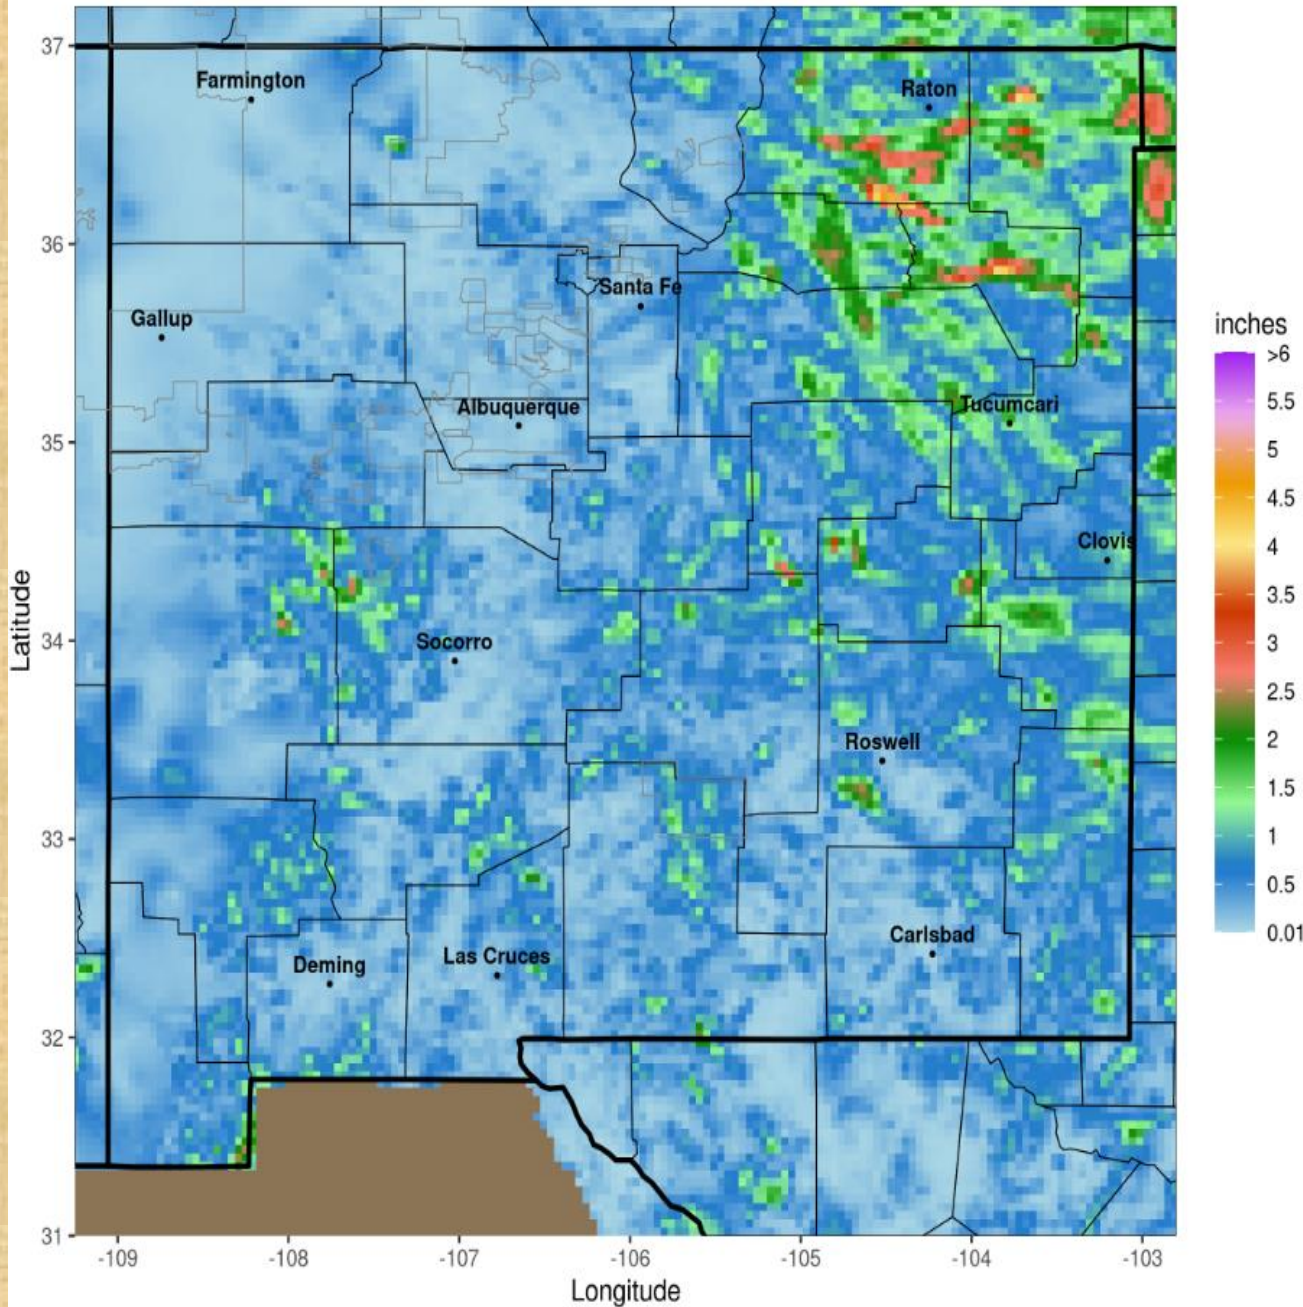 37
Farmington
Raton
36
Santa Fe
Gallup
inches
>6
5.5
5
4.5
4
3.5
3
2.5
2
1.5
1
0.5
0.01
Albuquerque
Tucumcari
35
Clovis
Latitude
34
Socorro
Roswell
33
Carlsbad
Las Cruces
Deming
32
31
-109
-108
-107
-106
-105
-104
-103
Longitude